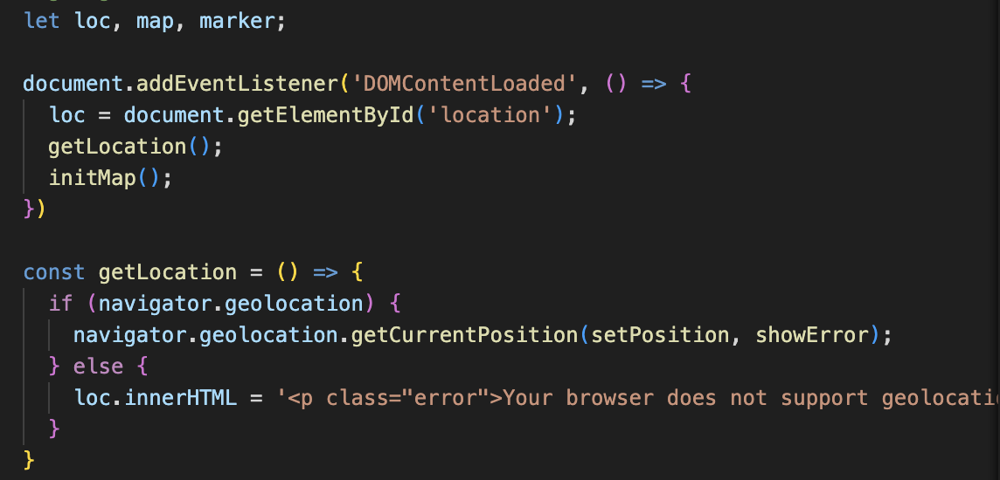 let loc, map, marker;
document.addEventListener('DOMContentLoaded', () => {
  loc = document.getElementById('location');
  getLocation();
  initMap();
})
const getLocation = () => {
  if (navigator.geolocation) {
    navigator.geolocation.getCurrentPosition(setPosition, showError);
  } else {
    loc.innerHTML = '<p class="error">Your browser does not support geolocati
  }
}